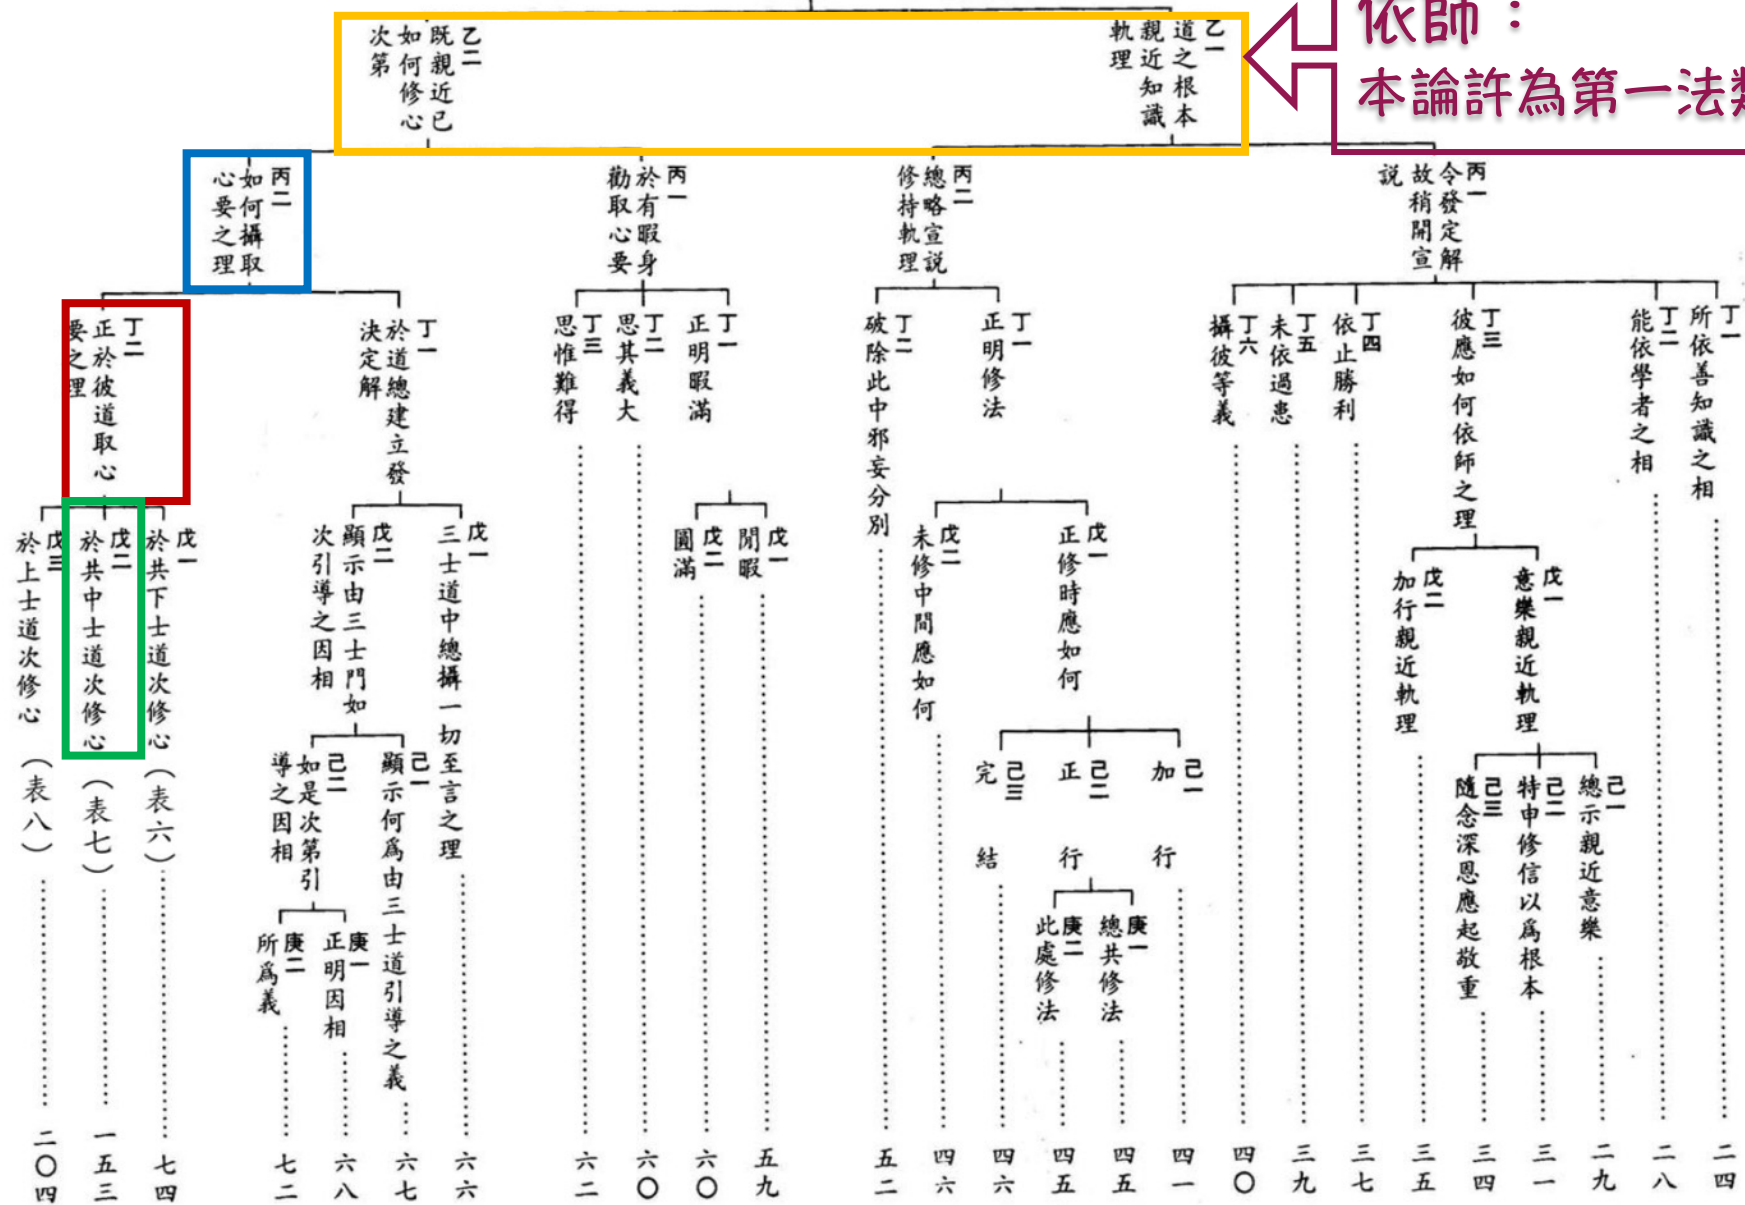 依師：
本論許為第一法類
乙一
道之根本
親近知識
軌理
乙二
既親近已
如何修心
次第
丙一
令發定解
故稍開宣
說
丙二
總略宣說
修持軌理
丙一
於有暇身
勸取心要
丙二
如何攝取
心要之理
丁一
所依善知識之相
丁二
能依學者之相
丁三
彼應如何依師之理
丁四
依止勝利
丁五
未依過患
丁六
攝彼等義
丁一
正明修法
丁二
破除此中邪妄分別
丁一
正明暇滿
丁二
思其義大
丁三
思惟難得
丁一
於道總建立發
決定解
丁二
正於彼道取心
要之理
戊一
意樂親近軌理
戊二
加行親近軌理
戊一
正修時應如何
戊二
未修中間應如何
戊一
閒暇
戊二
圓滿
戊一
三士道中總攝一切至言之理
戊二
顯示由三士門如
次引導之因相
戊一
於共下士道次修心（表六）
戊二
於共中士道次修心（表七）
戊三
於上士道次修心（表八）
己一
總示親近意樂
己二
特申修信以為根本
己三
隨念深恩應起敬重
己一
加行
己二
正行
己三
完結
己一
顯示何為由三士道引導之義
己二
如是次第引
導之因相
庚一
總共修法
庚二
此處修法
庚一
正明因相
庚二
所為義
二四
二八
二九
三一
三四
三五
三七
三九
四〇
四一
四五
四五
四六
四六
五二
五九
六〇
六〇
六二
六六
六七
六八
七二
七四
一五三
二〇四